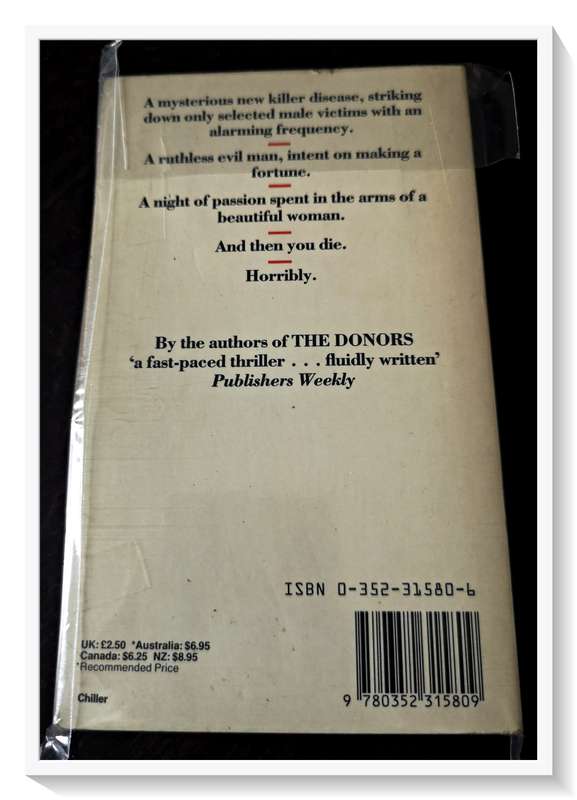 A mysterious new killer disease, striking
down only selected male victims with an
alarming frequency.
A ruthless evil man, intent on making a
fortune.
A night of passion spent in the arms of a
beautiful woman.
And then you die.
Horribly.
By the authors of THE DONORS
‘a fast-paced thriller . . . fluidly written’
Publishers Weekly
ISBN 0-352-31580-6
UK: £2.50 *Australia: $6.95
Canada: $6.25 NZ: $8.95
*Recommended Price
Chiller
9 780352 315809